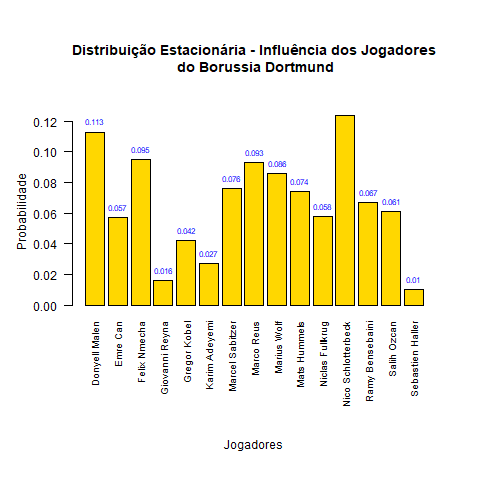 Distribuição Estacionária - Influência dos Jogadores
do Borussia Dortmund
Probabilidade
0.12
0.10
0.08
0.06
0.04
0.02
0.00
0.113
0.057
0.095
0.016
0.042
0.027
0.076
0.093
0.086
0.074
0.058
0.067
0.061
0.01
Donyell Malen
Emre Can
Felix Nmecha
Giovanni Reyna
Gregor Kobel
Karim Adeyemi
Marcel Sabitzer
Marco Reus
Marius Wolf
Mats Hummels
Niclas Fullkrug
Nico Schlotterbeck
Ramy Bensebaini
Salih Ozcan
Sebastien Haller
Jogadores